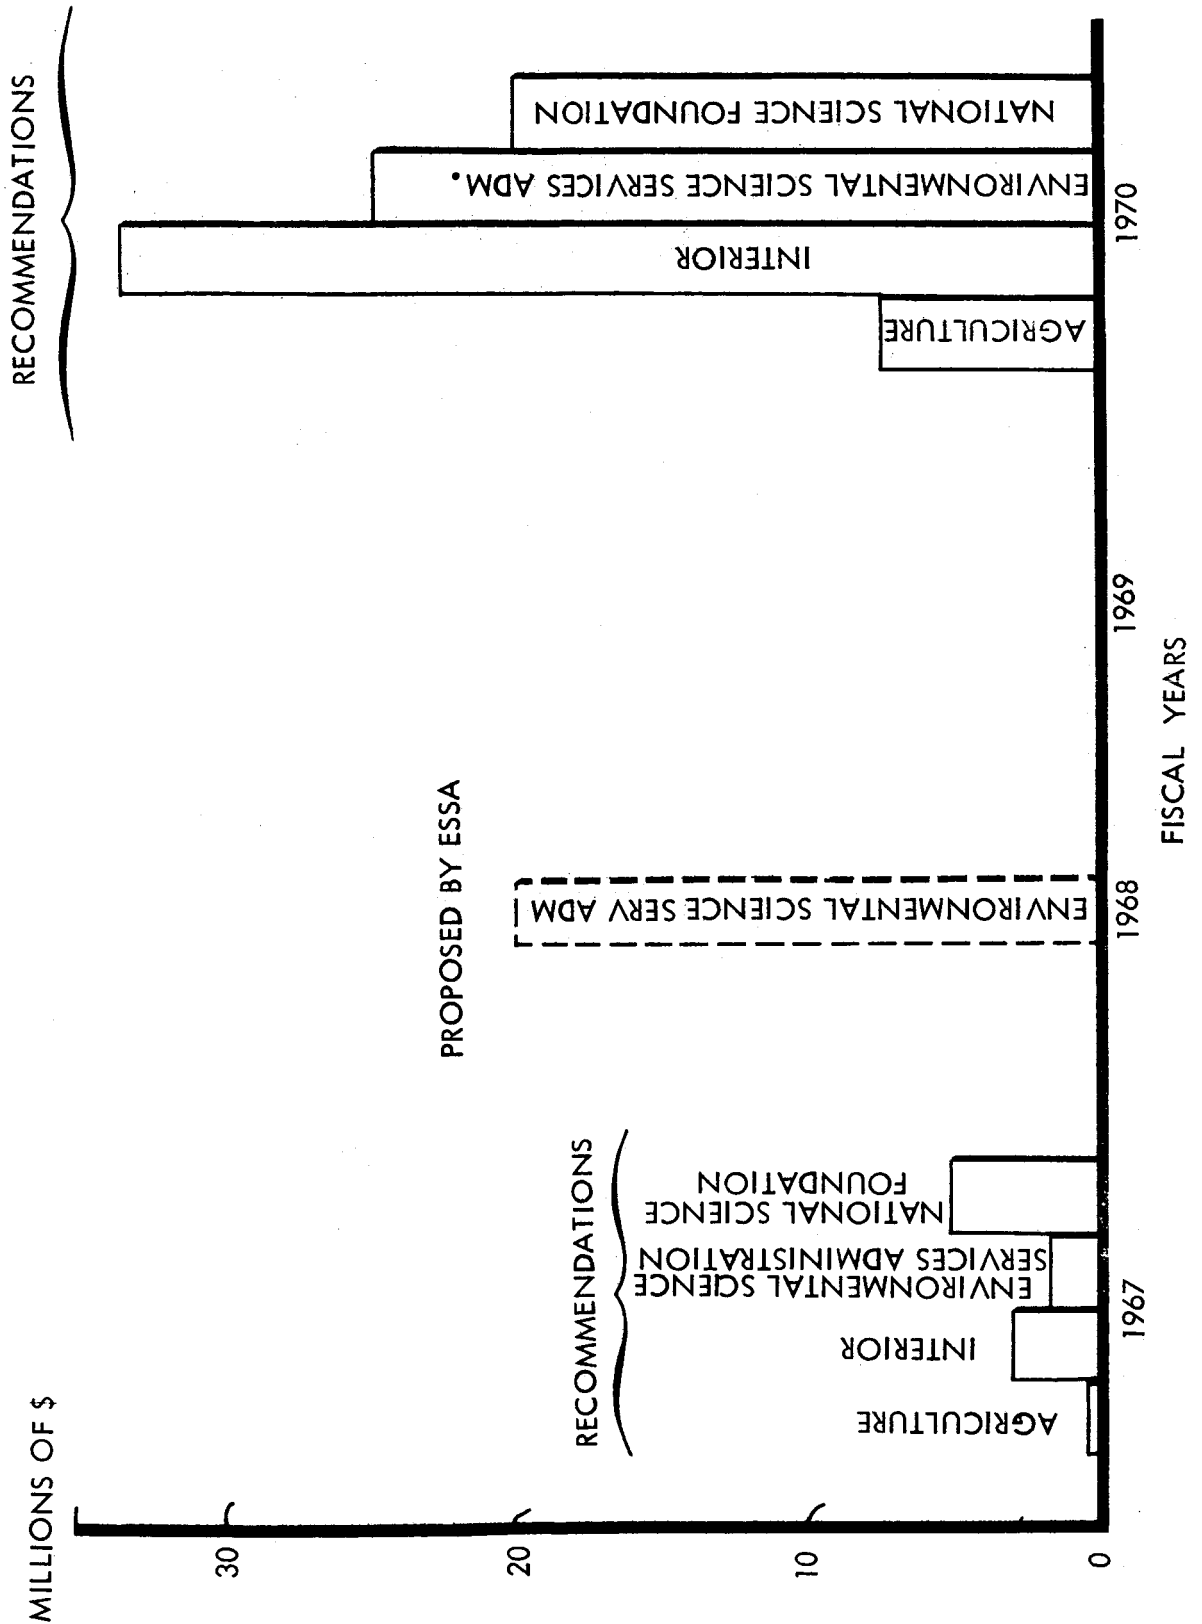 MILLIONS OF $
30
20
10
0
RECOMMENDATIONS
AGRICULTURE
INTERIOR
ENVIRONMENTAL SCIENCE
SERVICES ADMINISTRATION
NATIONAL SCIENCE
FOUNDATION
1967
PROPOSED BY ESSA
ENVIRONMENTAL SCIENCE SERV ADM
1968
1969
RECOMMENDATIONS
AGRICULTURE
INTERIOR
ENVIRONMENTAL SCIENCE SERVICES ADM.
NATIONAL SCIENCE FOUNDATION
1970
FISCAL YEARS